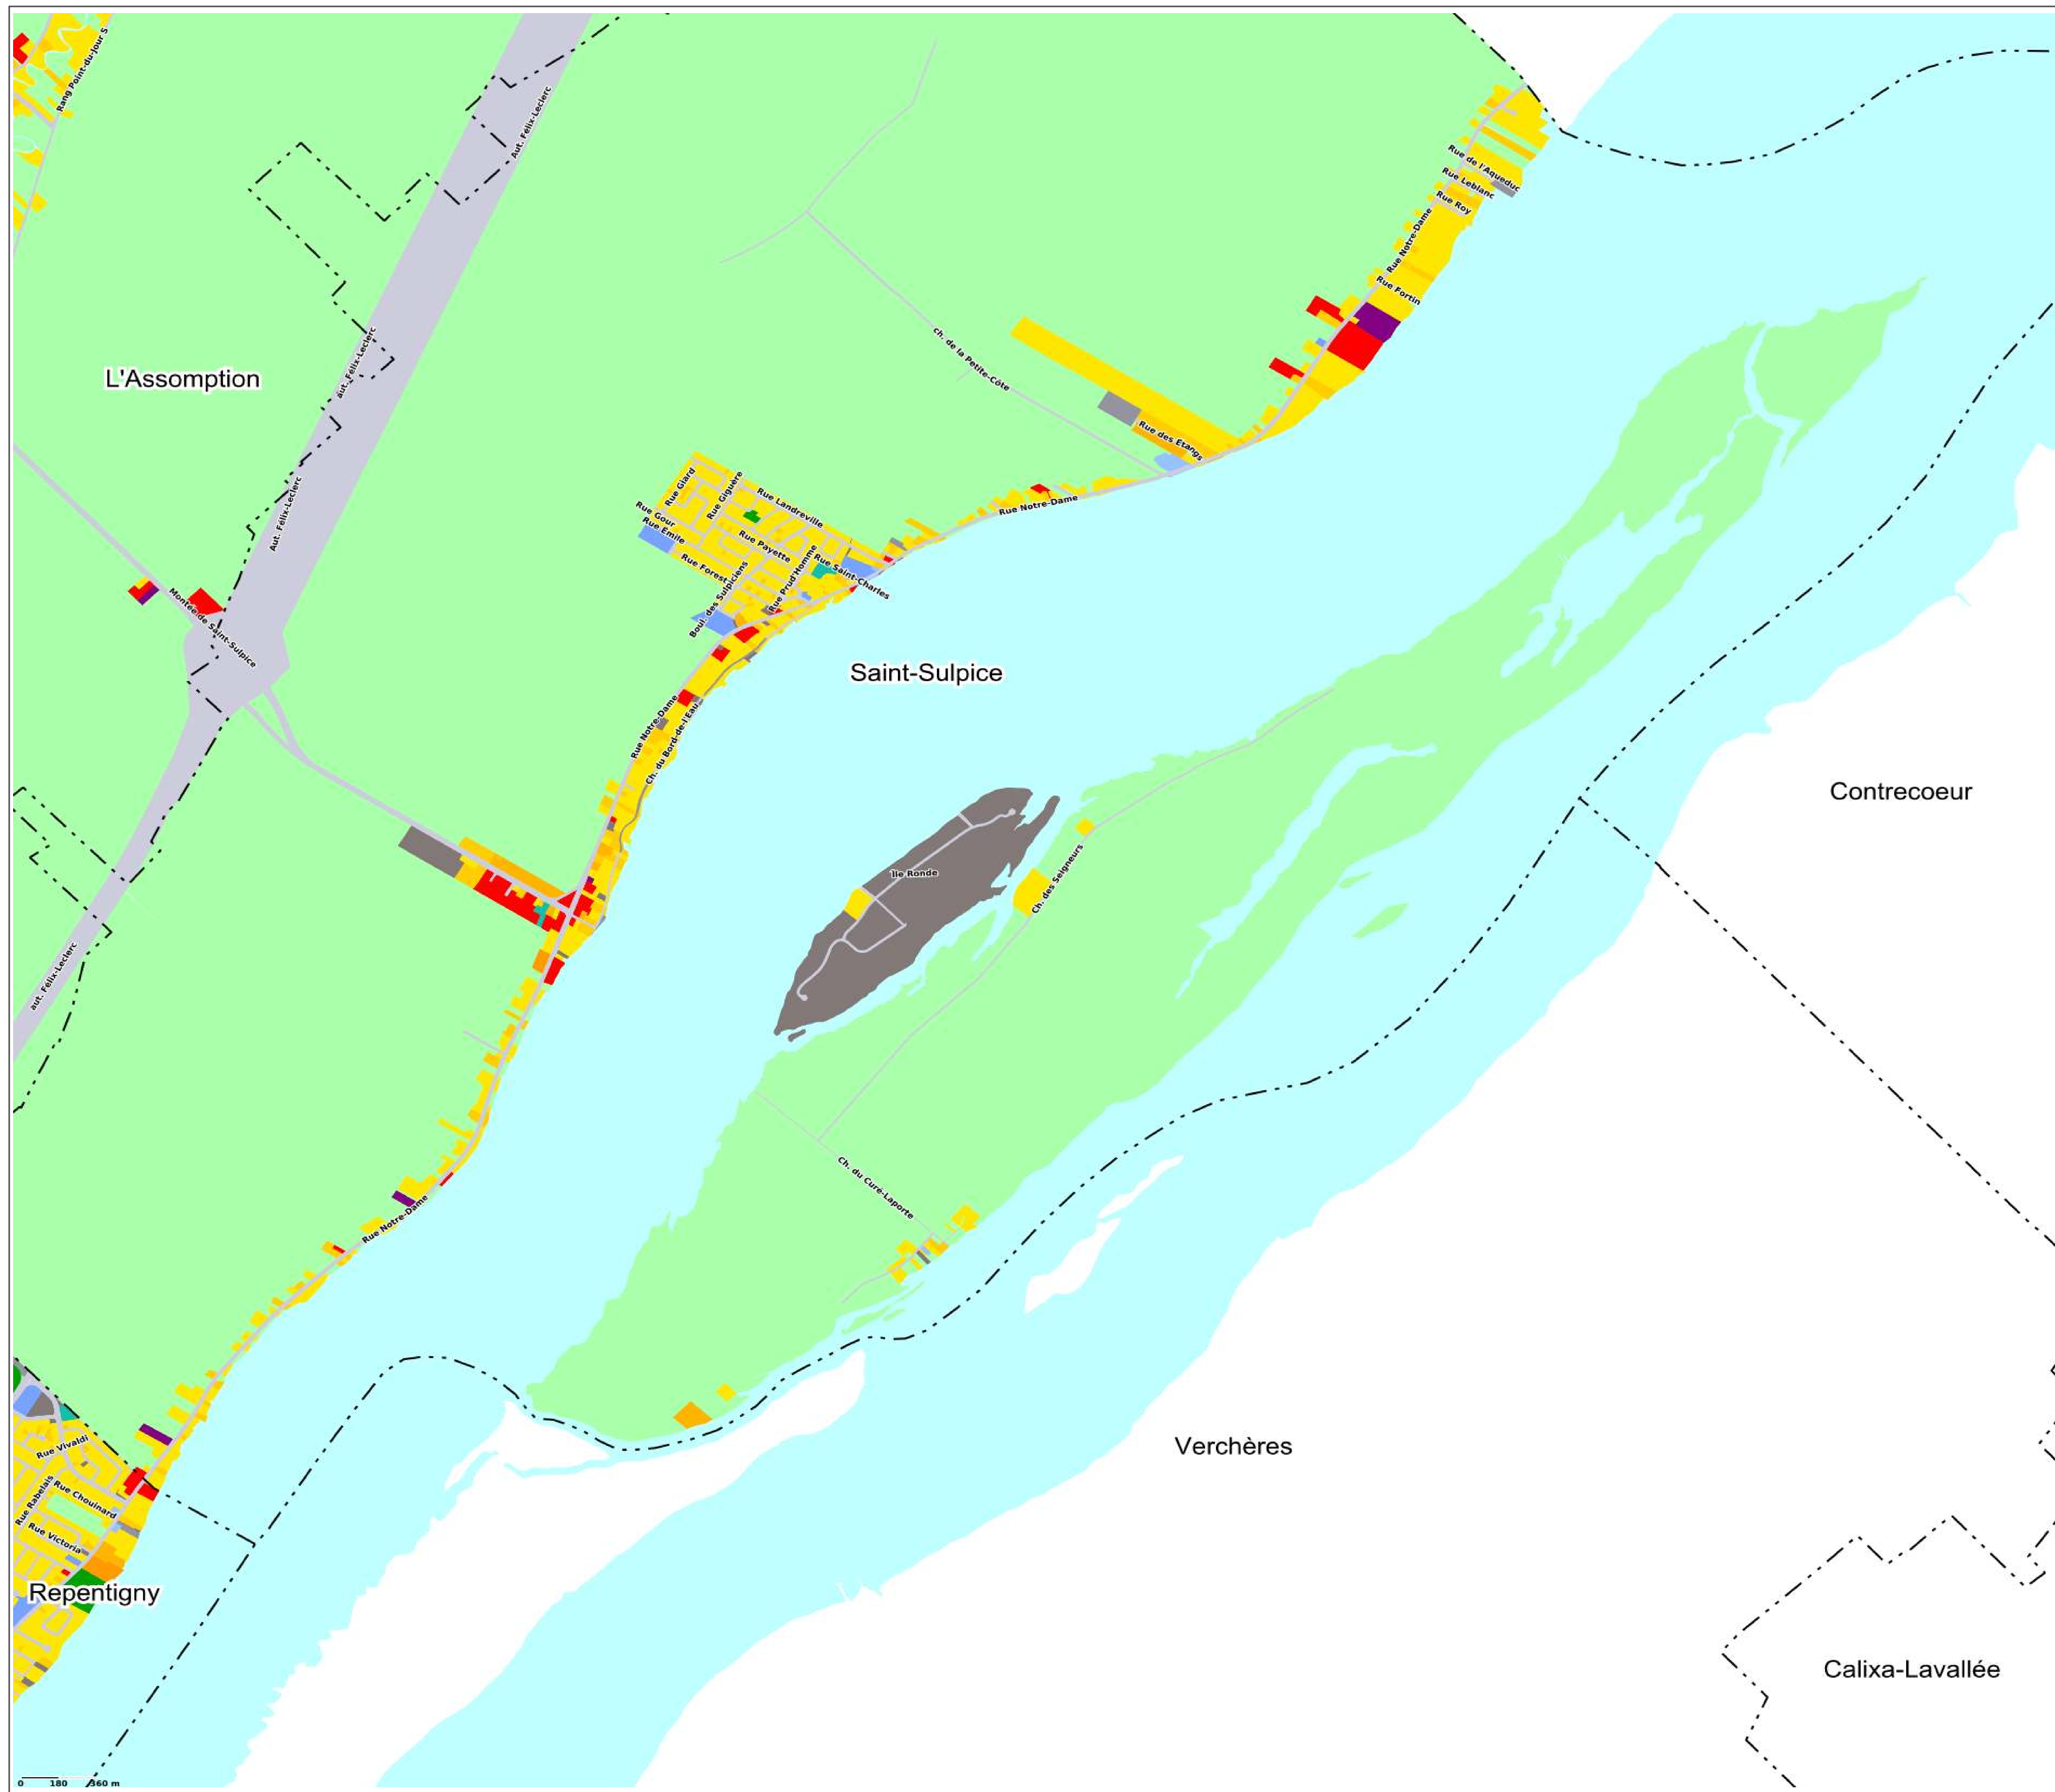 Rang Point-du-Jour S
Aut. Félix-Leclerc
Rue de l'Aqueduc
Rue Leblanc
Rue Roy
Rue Notre-Dame
Rue Fortin
L'Assomption
aut. Félix-Leclerc
ch. de la Petite-Côte
Rue des Etangs
Aut. Félix-Leclerc
Rue Giard
Rue Giguère
Rue Landreville
Rue Notre-Dame
Rue Gour
Rue Emile
Rue Payette
Rue Forest
Rue Prud'Homme
Rue Saint-Charles
Boul. des Sulpiciens
Montée de Saint-Sulpice
Saint-Sulpice
Rue Notre-Dame
Ch. du Bord-de-l'Eau
Contrecoeur
Île Ronde
Ch. des Seigneurs
aut. Félix-Leclerc
Ch. du Curé-Laporte
Rue Notre-Dame
Rue Vivaldi
Verchères
Rue Rabelais
Rue Chouinard
Rue Victoria
Repentigny
Calixa-Lavallée
0 180 360 m